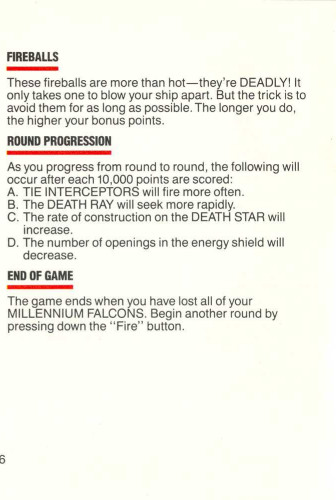 FIREBALLS
These fireballs are more than hot—they're DEADLY! It
only takes one to blow your ship apart. But the trick is to
avoid them for as long as possible. The longer you do,
the higher your bonus points.
ROUND PROGRESSION
As you progress from round to round, the following will
occur after each 10,000 points are scored:
A. TIE INTERCEPTORS will fire more often.
B. The DEATH RAY will seek more rapidly.
C. The rate of construction on the DEATH STAR will
increase.
D. The number of openings in the energy shield will
decrease.
END OF GAME
The game ends when you have lost all of your
MILLENNIUM FALCONS. Begin another round by
pressing down the "Fire" button.
6